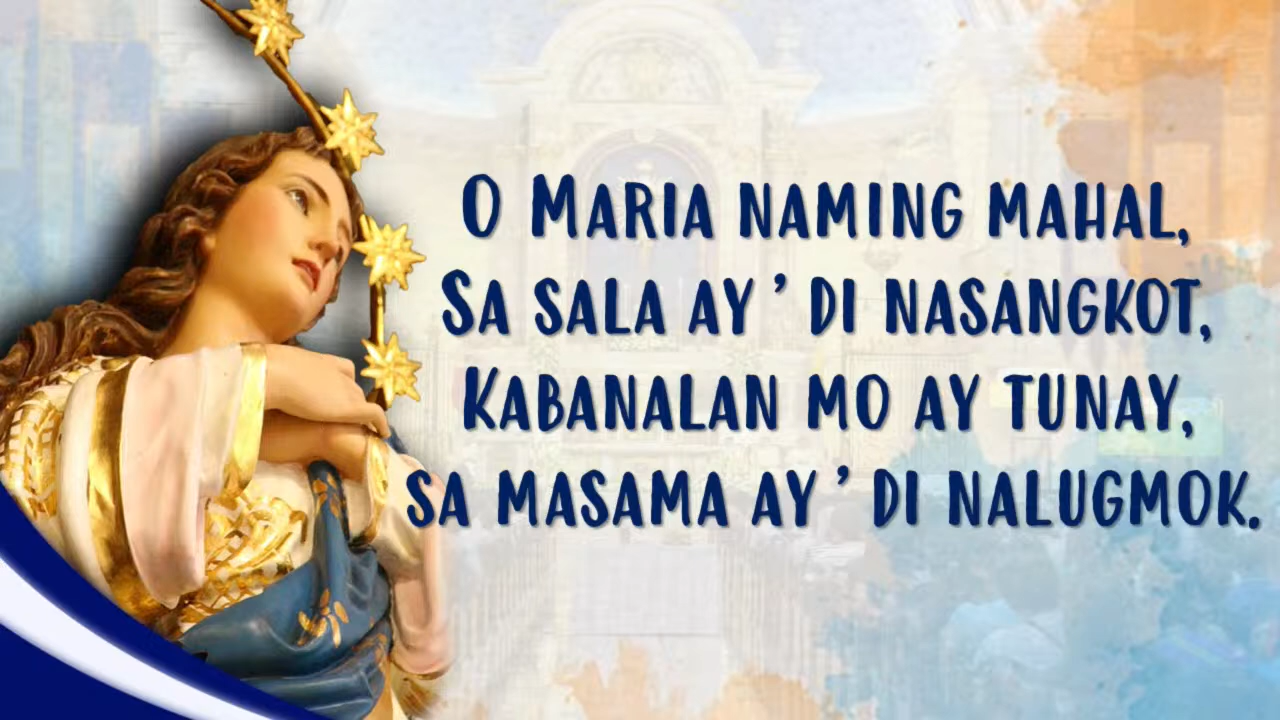 O Maria naming mahal,
Sa sala ay 'di nasangkot,
Kabanalan mo ay tunay,
sa masama ay 'di nalugmok.